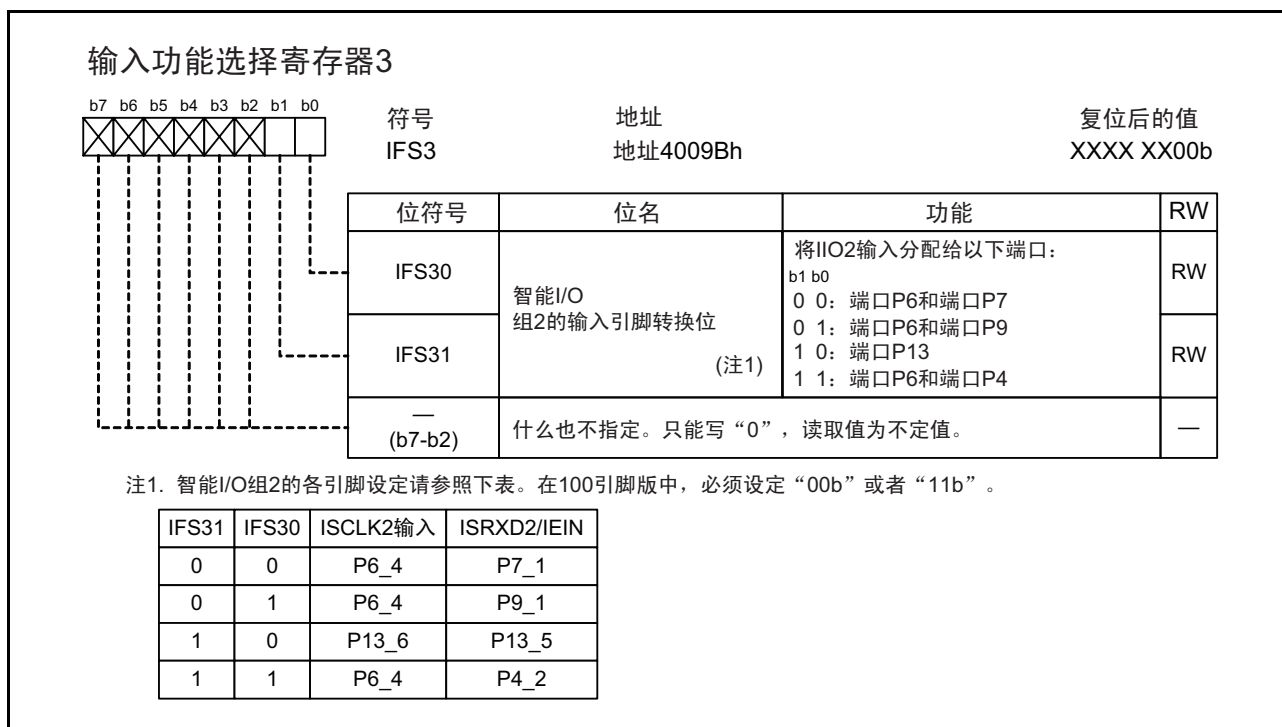 输入功能选择寄存器3
b7 b6 b5 b4 b3 b2 b1 b0
符号 地址 复位后的值
IFS3 地址4009Bh XXXX XX00b
位符号 位名 功能 RW
IFS30
智能I/O
组2的输入引脚转换位
(注1)
将IIO2输入分配给以下端口：
b1 b0
0 0：端口P6和端口P7
0 1：端口P6和端口P9
1 0：端口P13
1 1：端口P6和端口P4
RW
IFS31
RW
—
(b7-b2)
什么也不指定。只能写“0”，读取值为不定值。
—
注1. 智能I/O组2的各引脚设定请参照下表。在100引脚版中，必须设定“00b”或者“11b”。
IFS31 IFS30 ISCLK2输入 ISRXD2/IEIN
0 0 P6_4 P7_1
0 1 P6_4 P9_1
1 0 P13_6 P13_5
1 1 P6_4 P4_2